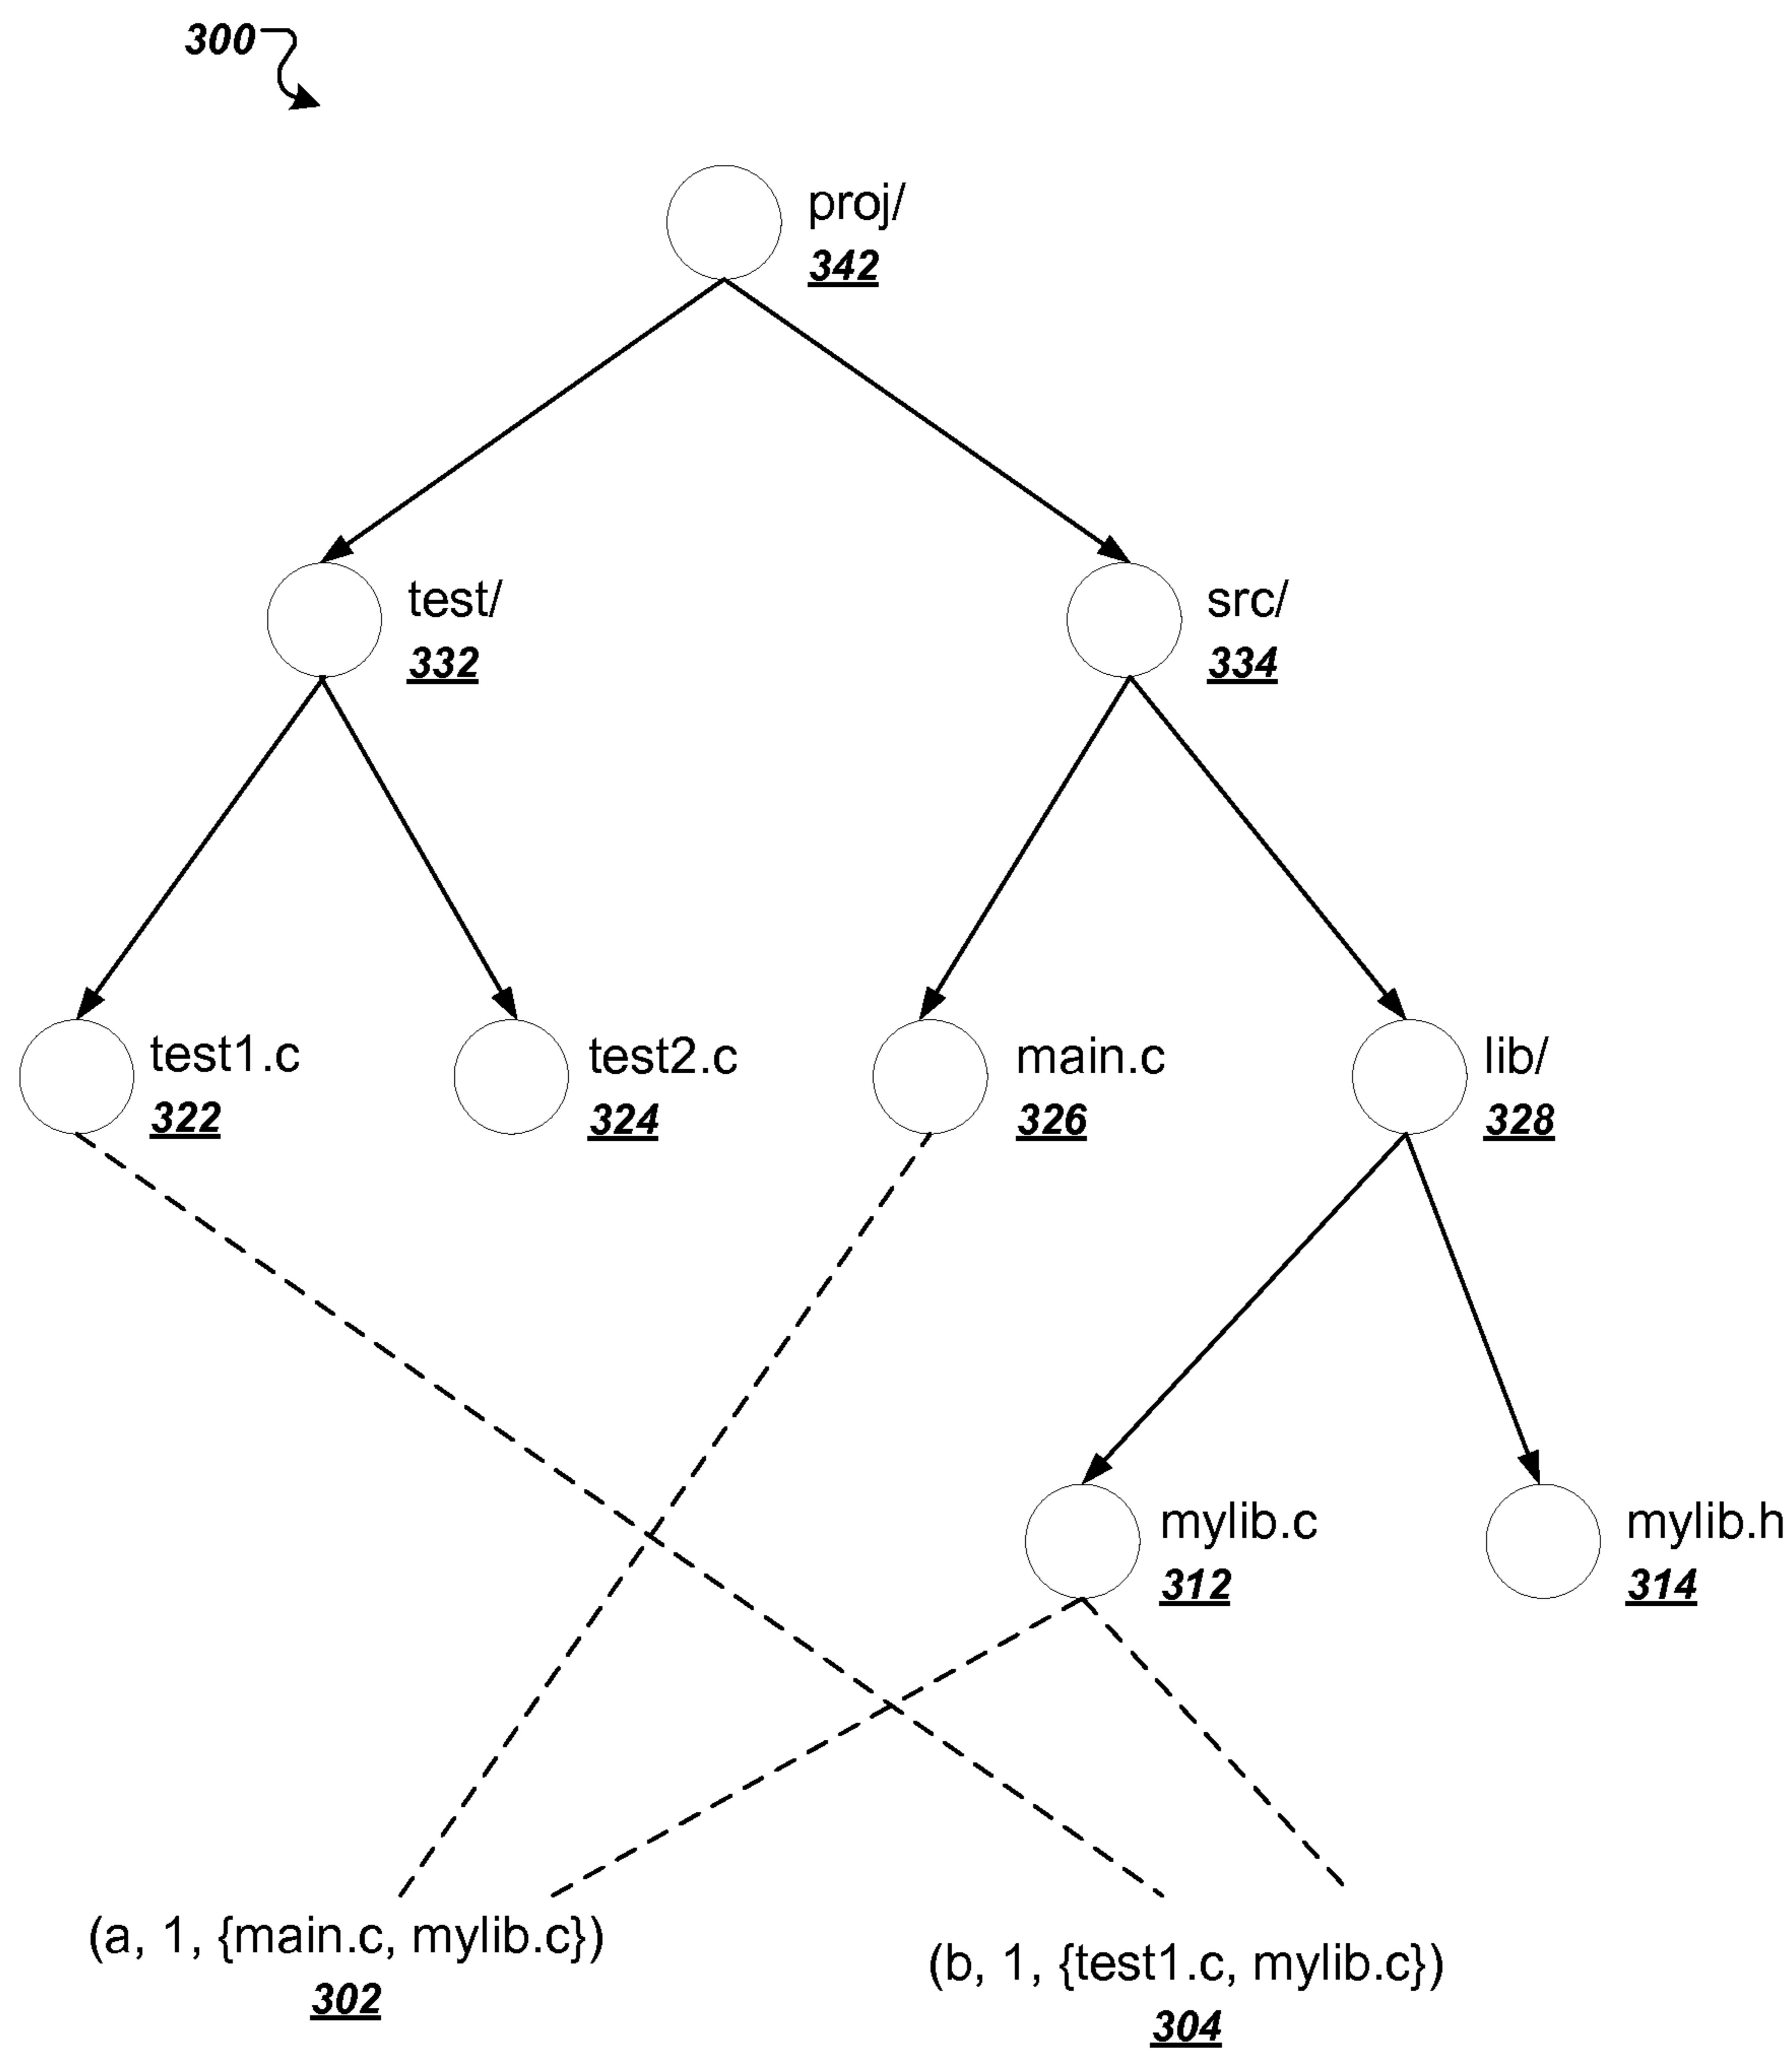 300
proj/
342
test/
332
src/
334
test1.c
322
test2.c
324
main.c
326
lib/
328
mylib.c
312
mylib.h
314
(a, 1, {main.c, mylib.c})
302
(b, 1, {test1.c, mylib.c})
304